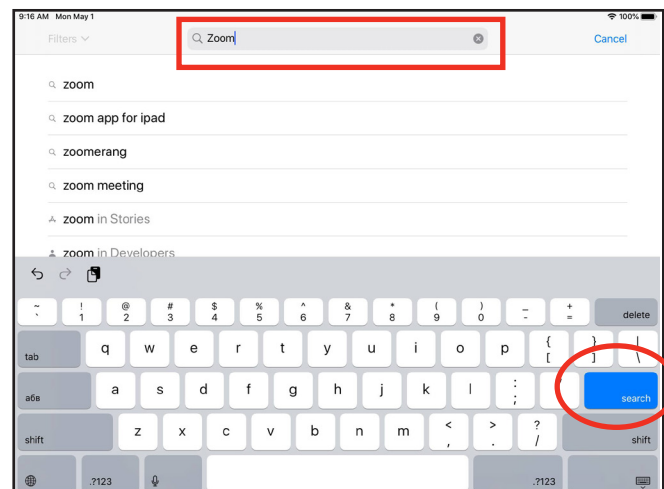 9:16 AM Mon May 1 100%
Filters Zoom Cancel
zoom
zoom app for ipad
zoomerang
zoom meeting
zoom in Stories
zoom in Developers
~ ! @ # $ % ^ & * ( ) _ +
` 1 2 3 4 5 6 7 8 9 0 - = delete
tab q w e r t y u i o p { [ } ] | \
абв a s d f g h j k l : ; search
shift z x c v b n m < , > . ? / shift
.?123 .?123